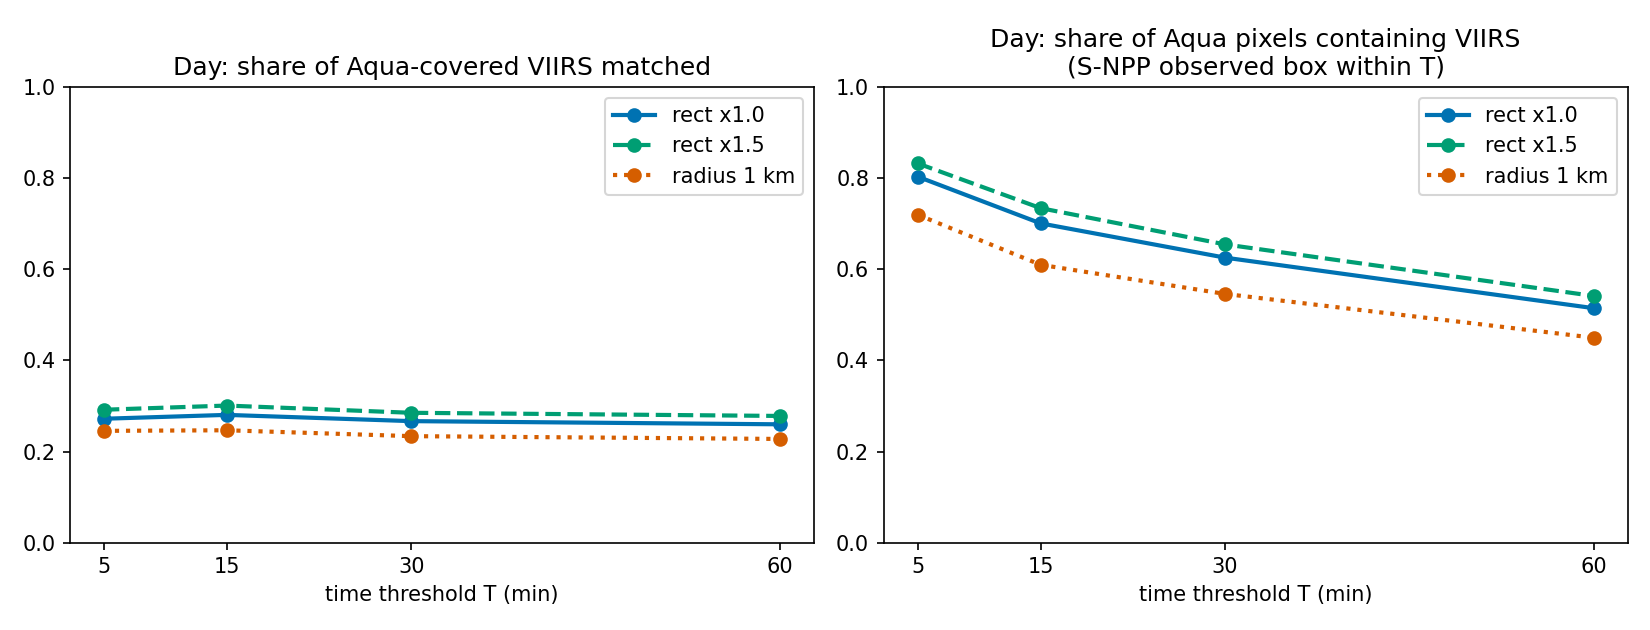 Day: share of Aqua-covered VIIRS matched
1.0
0.8
0.6
0.4
0.2
0.0
5
15
30
60
time threshold T (min)
rect x1.0
rect x1.5
radius 1 km
Day: share of Aqua pixels containing VIIRS
(S-NPP observed box within T)
1.0
0.8
0.6
0.4
0.2
0.0
5
15
30
60
time threshold T (min)
rect x1.0
rect x1.5
radius 1 km